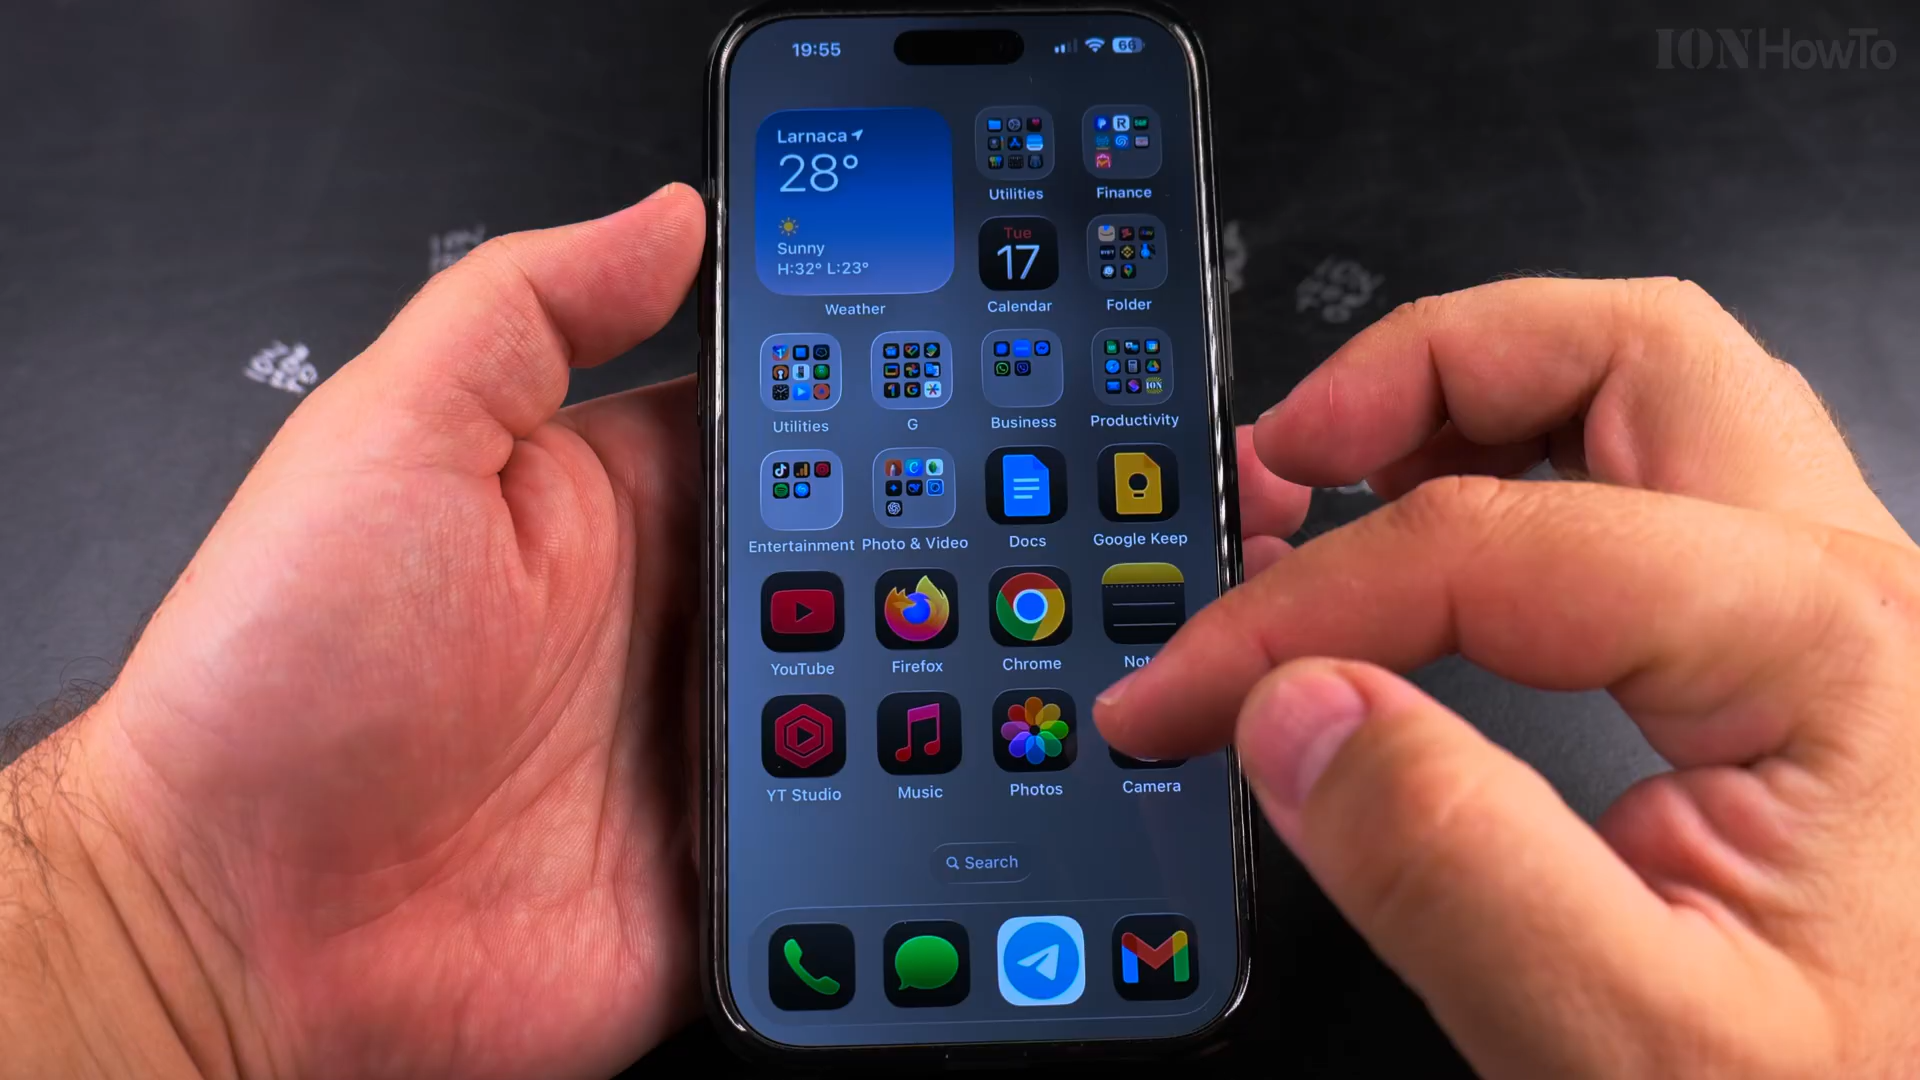 IONHowTo
19:55
66
Larnaca
28°
Sunny
H:32° L:23°
Weather
Utilities
Finance
Tue
17
Calendar
Folder
Utilities
G
Business
Productivity
Entertainment
Photo & Video
Docs
Google Keep
YouTube
Firefox
Chrome
YT Studio
Music
Photos
Camera
Search